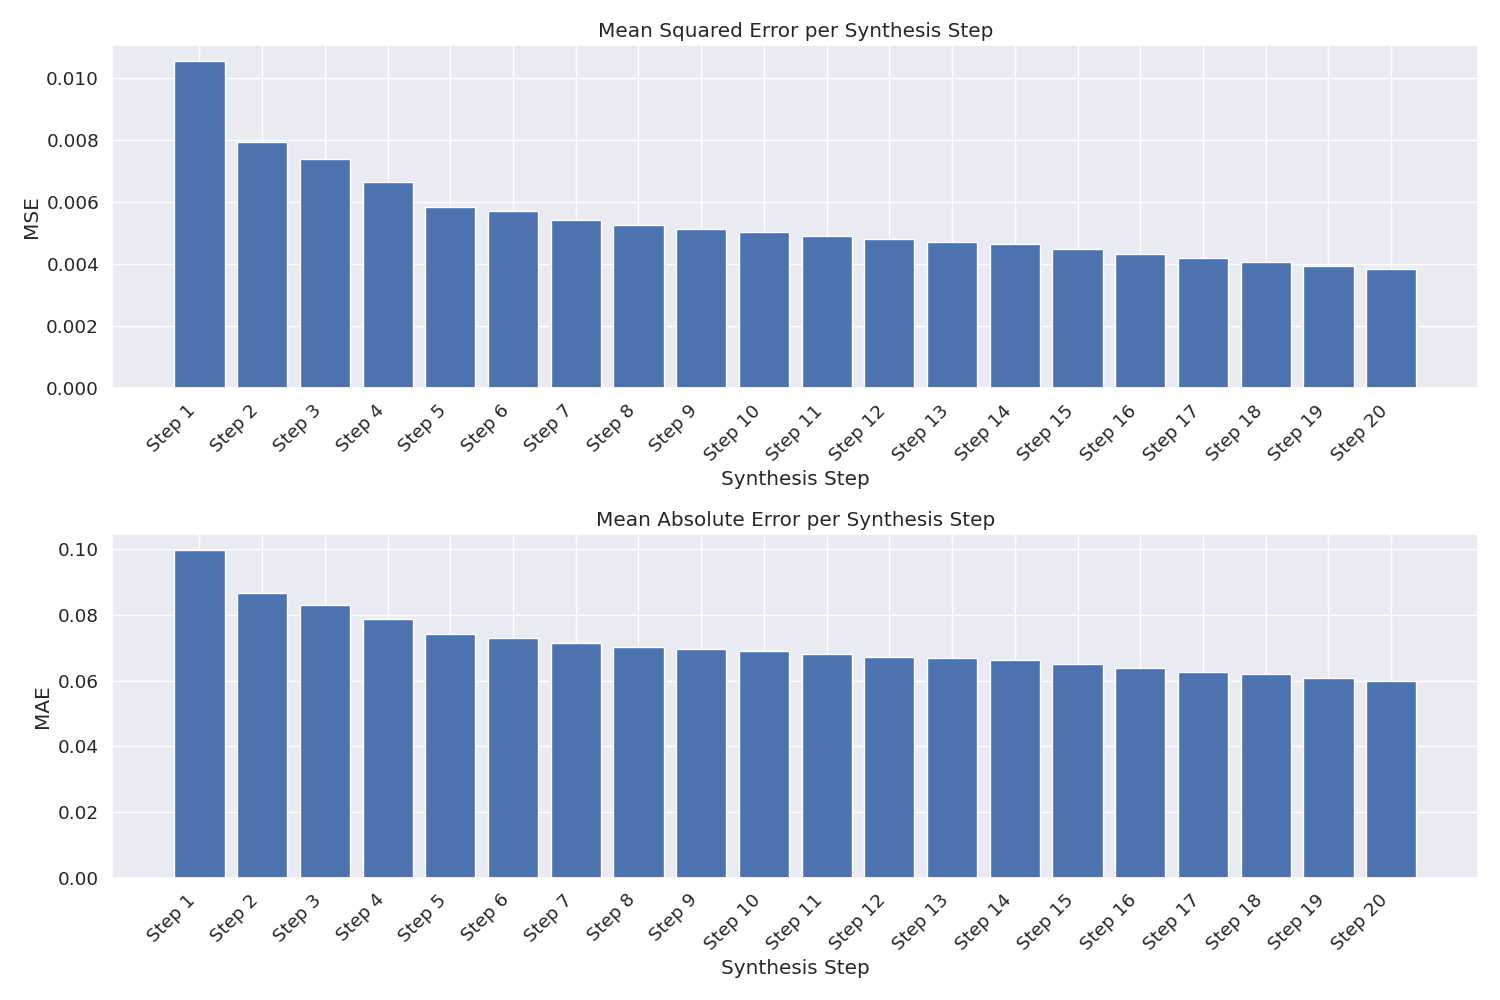 Mean Squared Error per Synthesis Step
MSE
0.010
0.008
0.006
0.004
0.002
0.000
Step 1
Step 2
Step 3
Step 4
Step 5
Step 6
Step 7
Step 8
Step 9
Step 10
Step 11
Step 12
Step 13
Step 14
Step 15
Step 16
Step 17
Step 18
Step 19
Step 20
Synthesis Step
Mean Absolute Error per Synthesis Step
MAE
0.10
0.08
0.06
0.04
0.02
0.00
Step 1
Step 2
Step 3
Step 4
Step 5
Step 6
Step 7
Step 8
Step 9
Step 10
Step 11
Step 12
Step 13
Step 14
Step 15
Step 16
Step 17
Step 18
Step 19
Step 20
Synthesis Step